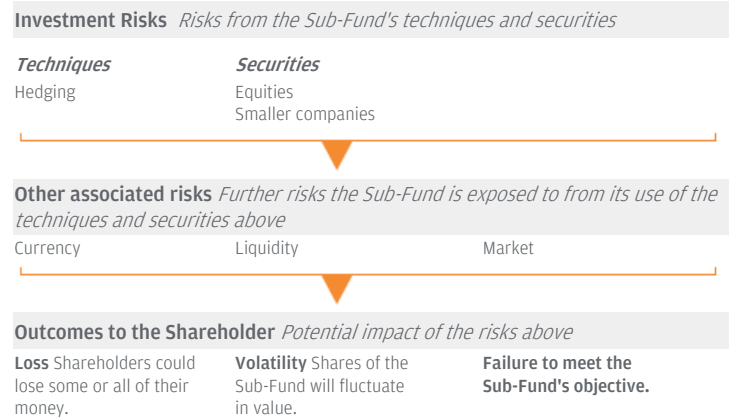 Investment Risks Risks from the Sub-Fund's techniques and securities
Techniques Securities
Hedging Equities
Smaller companies
Other associated risks Further risks the Sub-Fund is exposed to from its use of the
techniques and securities above
Currency Liquidity Market
Outcomes to the Shareholder Potential impact of the risks above
Loss Shareholders could
lose some or all of their
money.
Volatility Shares of the
Sub-Fund will fluctuate
in value.
Failure to meet the
Sub-Fund's objective.